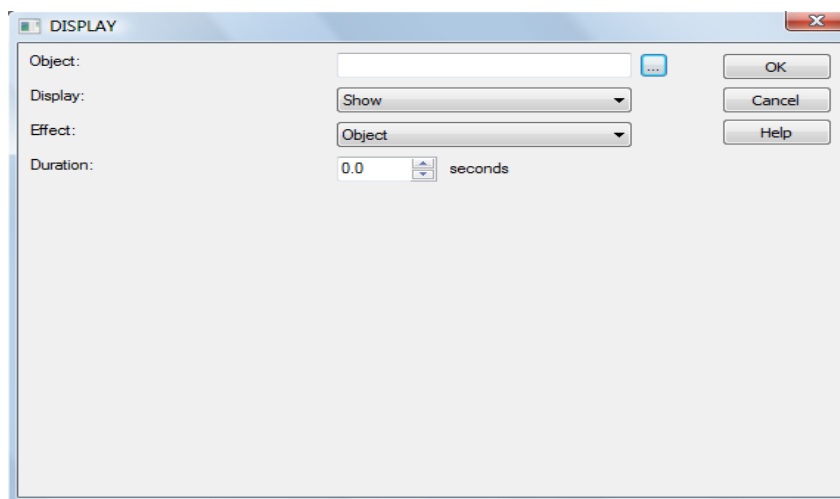 DISPLAY
Object:
...
OK
Display:
Show
Cancel
Effect:
Object
Help
Duration:
0.0
seconds